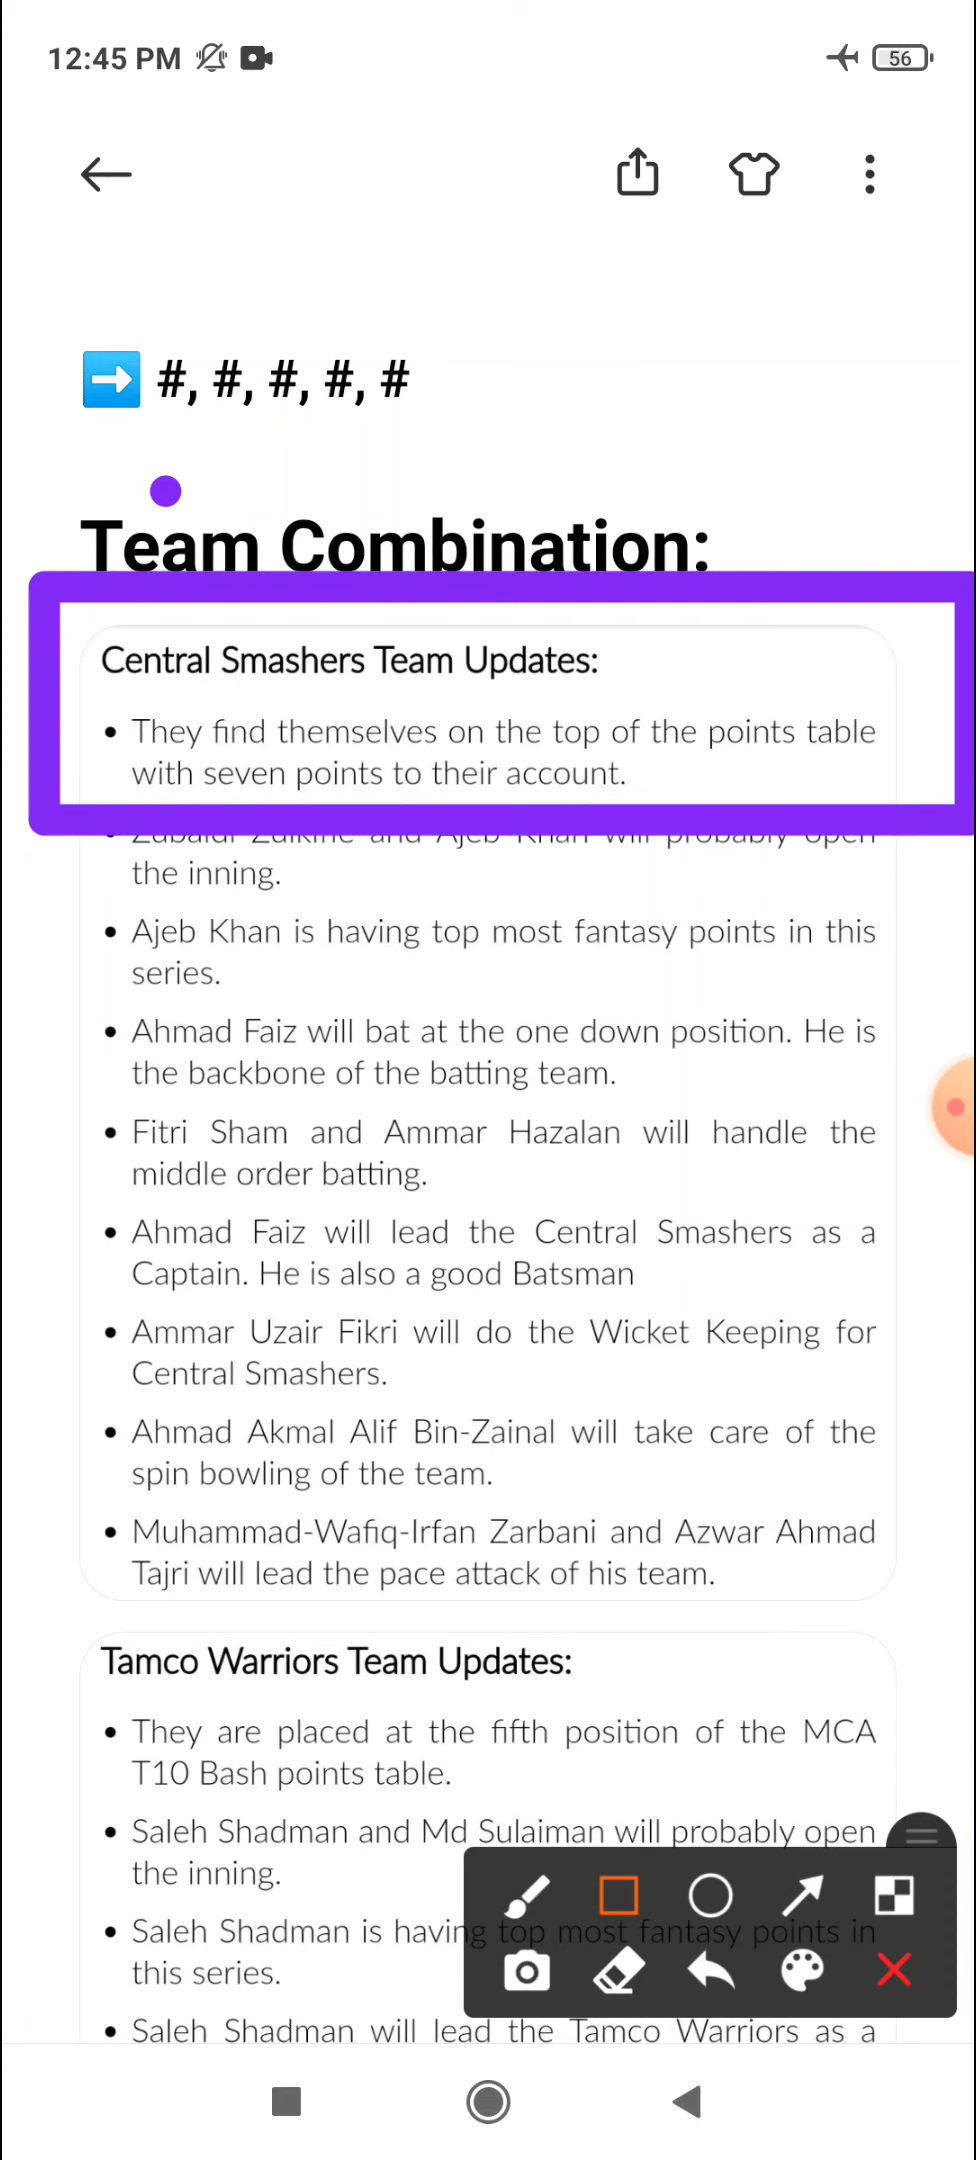 12:45 PM
56
#, #, #, #, #
Team Combination:
Central Smashers Team Updates:
• They find themselves on the top of the points table
with seven points to their account.
• Zubaidi Zulkifle and Ajeb Khan will probably open
the inning.
• Ajeb Khan is having top most fantasy points in this
series.
• Ahmad Faiz will bat at the one down position. He is
the backbone of the batting team.
• Fitri Sham and Ammar Hazalan will handle the
middle order batting.
• Ahmad Faiz will lead the Central Smashers as a
Captain. He is also a good Batsman
• Ammar Uzair Fikri will do the Wicket Keeping for
Central Smashers.
• Ahmad Akmal Alif Bin-Zainal will take care of the
spin bowling of the team.
• Muhammad-Wafiq-Irfan Zarbani and Azwar Ahmad
Tajri will lead the pace attack of his team.
Tamco Warriors Team Updates:
• They are placed at the fifth position of the MCA
T10 Bash points table.
• Saleh Shadman and Md Sulaiman will probably open
the inning.
• Saleh Shadman is having top most fantasy points in
this series.
• Saleh Shadman will lead the Tamco Warriors as a